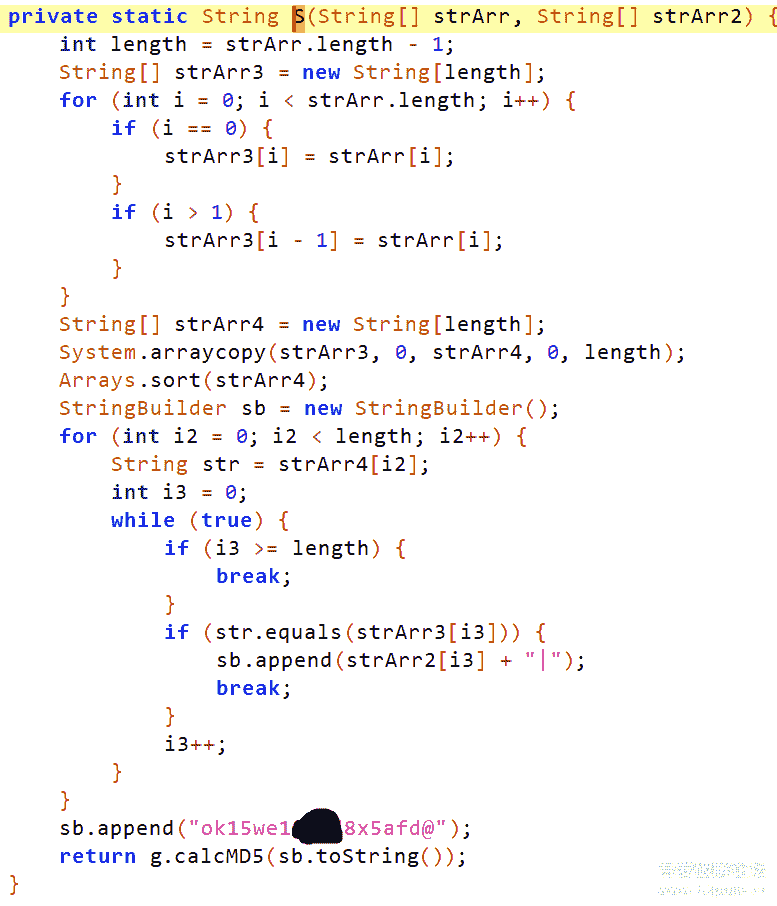 private static String S(String[] strArr, String[] strArr2) {
    int length = strArr.length - 1;
    String[] strArr3 = new String[length];
    for (int i = 0; i < strArr.length; i++) {
        if (i == 0) {
            strArr3[i] = strArr[i];
        }
        if (i > 1) {
            strArr3[i - 1] = strArr[i];
        }
    }
    String[] strArr4 = new String[length];
    System.arraycopy(strArr3, 0, strArr4, 0, length);
    Arrays.sort(strArr4);
    StringBuilder sb = new StringBuilder();
    for (int i2 = 0; i2 < length; i2++) {
        String str = strArr4[i2];
        int i3 = 0;
        while (true) {
            if (i3 >= length) {
                break;
            }
            if (str.equals(strArr3[i3])) {
                sb.append(strArr2[i3] + "|");
                break;
            }
            i3++;
        }
    }
    sb.append("ok15we1 8x5afd@");
    return g.calcMD5(sb.toString());
}